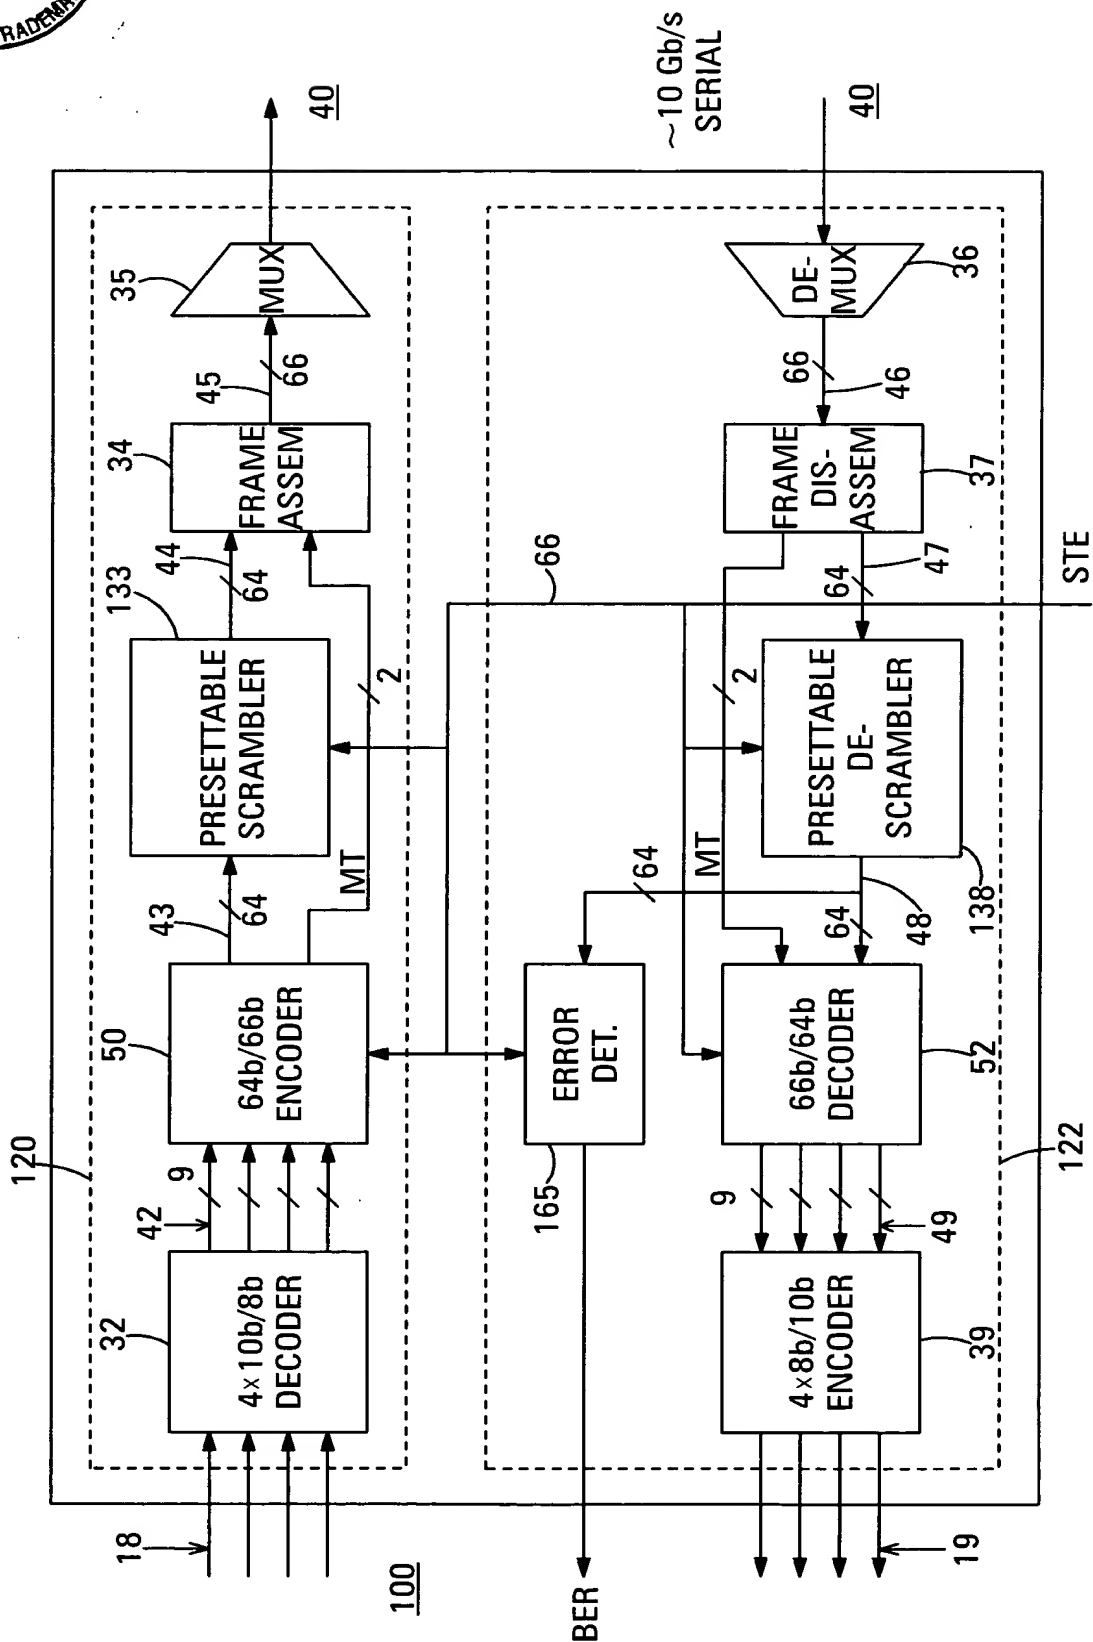 RADEMA
120
18
32
4×10b/8b
DECODER
42
9
50
64b/66b
ENCODER
43
64
MT
133
PRESETTABLE
SCRAMBLER
2
44
64
34
FRAME
ASSEM
45
66
35
MUX
40
100
66
BER
165
ERROR
DET.
64
MT
2
~10 Gb/s
SERIAL
19
4×8b/10b
ENCODER
39
9
49
66b/64b
DECODER
52
64
48
PRESETTABLE
DE-
SCRAMBLER
138
64
47
FRAME
DIS-
ASSEM
37
66
46
DE-
MUX
36
40
122
STE